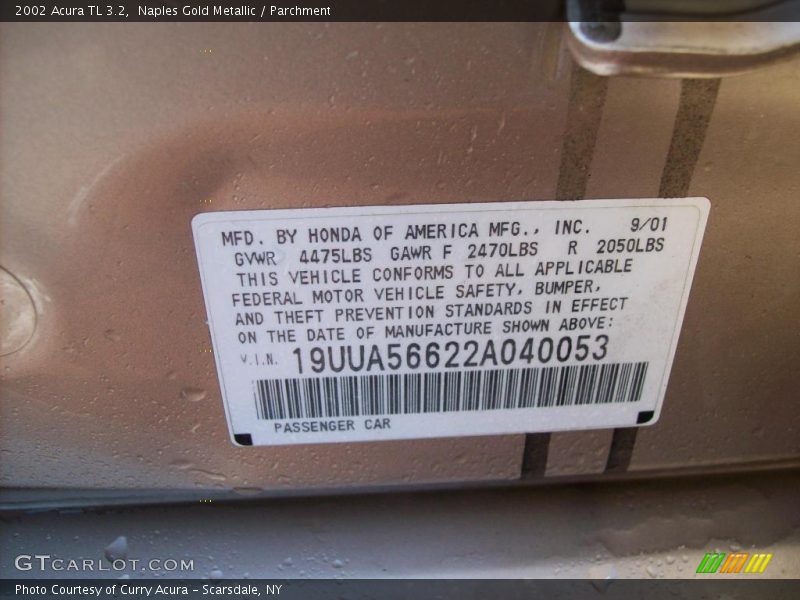 2002 Acura TL 3.2,  Naples Gold Metallic / Parchment
MFD. BY HONDA OF AMERICA MFG., INC. 9/01
GVWR 4475LBS GAWR F 2470LBS R 2050LBS
THIS VEHICLE CONFORMS TO ALL APPLICABLE
FEDERAL MOTOR VEHICLE SAFETY, BUMPER,
AND THEFT PREVENTION STANDARDS IN EFFECT
ON THE DATE OF MANUFACTURE SHOWN ABOVE:
V.I.N. 19UUA56622A040053
PASSENGER CAR
GTCARLOT.COM
Photo Courtesy of Curry Acura - Scarsdale, NY